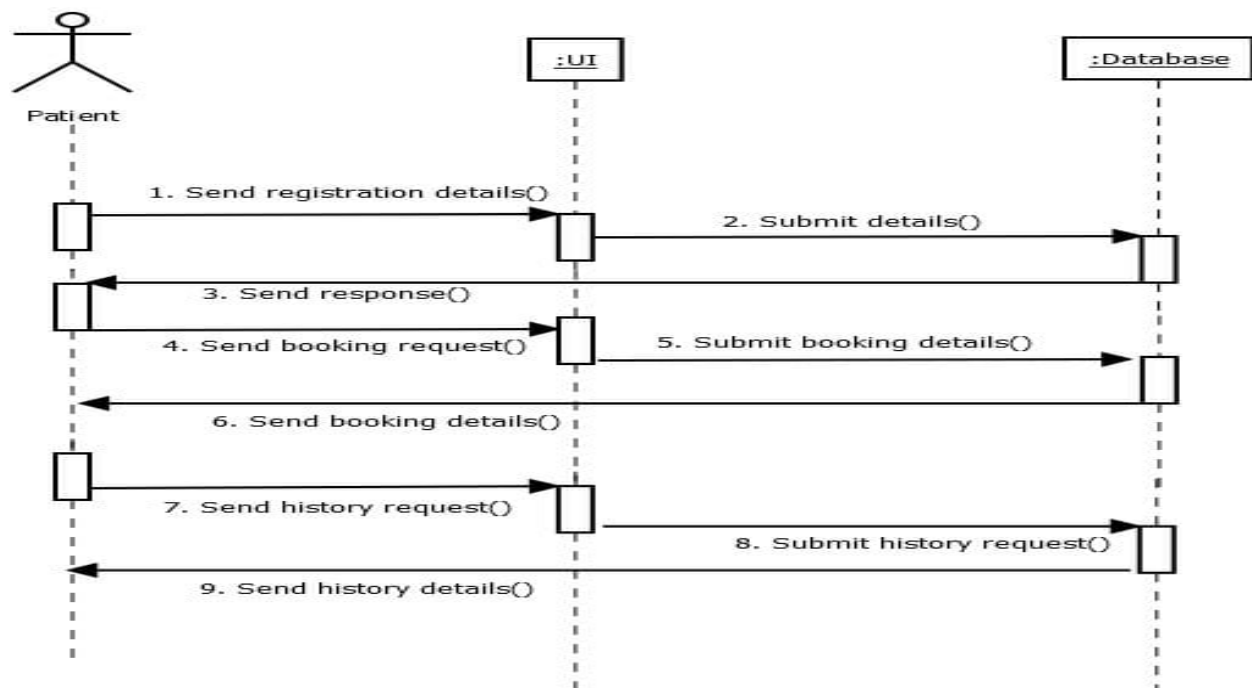 :UI
:Database
Patient
1. Send registration details()
2. Submit details()
3. Send response()
4. Send booking request()
5. Submit booking details()
6. Send booking details()
7. Send history request()
8. Submit history request()
9. Send history details()